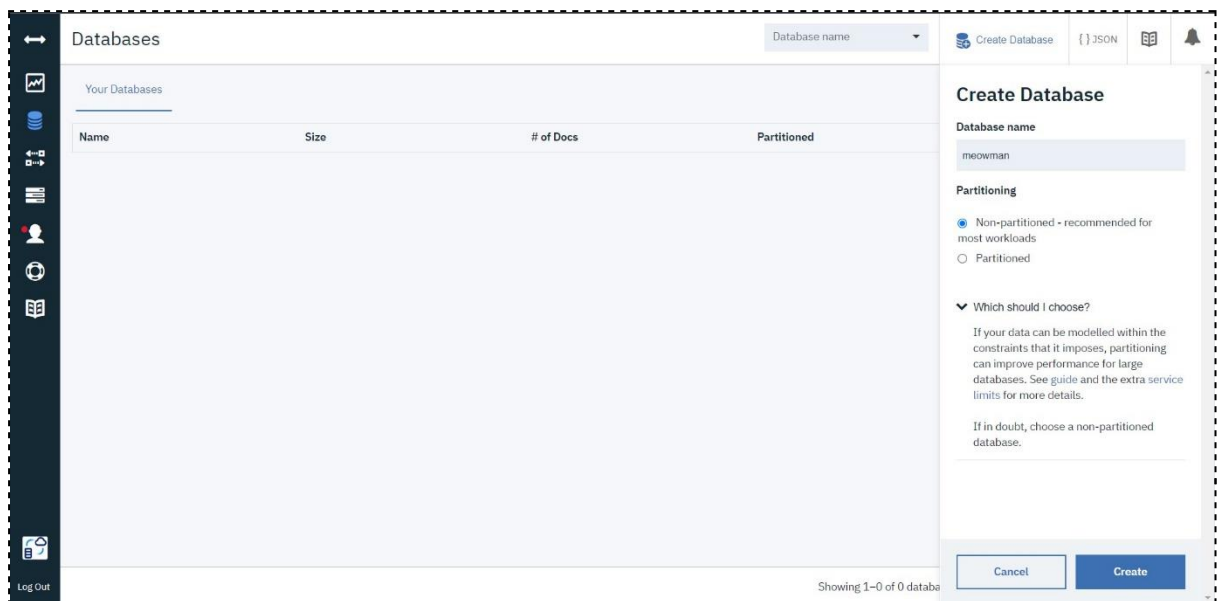 Databases
Database name
Create Database
{ } JSON
Your Databases
Name Size # of Docs Partitioned
Create Database
Database name
meowman
Partitioning
Non-partitioned - recommended for
most workloads
Partitioned
Which should I choose?
If your data can be modelled within the
constraints that it imposes, partitioning
can improve performance for large
databases. See guide and the extra service
limits for more details.
If in doubt, choose a non-partitioned
database.
Cancel
Create
Log Out
Showing 1–0 of 0 databa